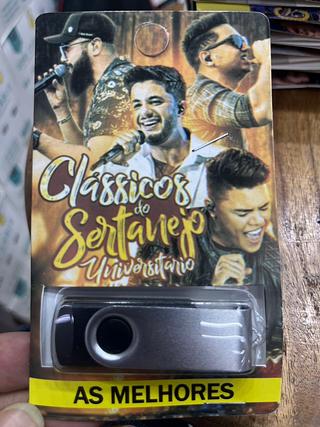 Clássicos
do
Sertanejo
Universitário
AS MELHORES